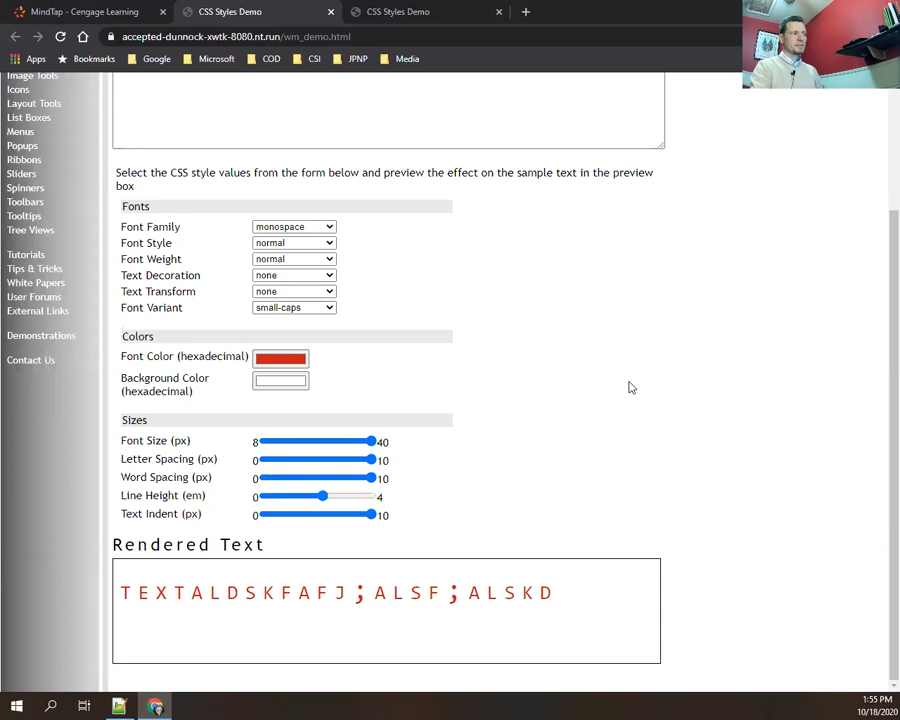 MindTap - Cengage Learning
CSS Styles Demo
CSS Styles Demo
accepted-dunnock-xwtk-8080.nt.run/wm_demo.html
Apps
Bookmarks
Google
Microsoft
COD
CSI
JPNP
Media
Image Tools
Icons
Layout Tools
List Boxes
Menus
Popups
Ribbons
Sliders
Spinners
Toolbars
Tooltips
Tree Views
Tutorials
Tips & Tricks
White Papers
User Forums
External Links
Demonstrations
Contact Us
Select the CSS style values from the form below and preview the effect on the sample text in the preview
box
Fonts
Font Family monospace
Font Style normal
Font Weight normal
Text Decoration none
Text Transform none
Font Variant small-caps
Colors
Font Color (hexadecimal)
Background Color
(hexadecimal)
Sizes
Font Size (px) 8 40
Letter Spacing (px) 0 10
Word Spacing (px) 0 10
Line Height (em) 0 4
Text Indent (px) 0 10
Rendered Text
TEXTALDSKFAFJ;ALSF;ALSKD
1:55 PM
10/18/2020